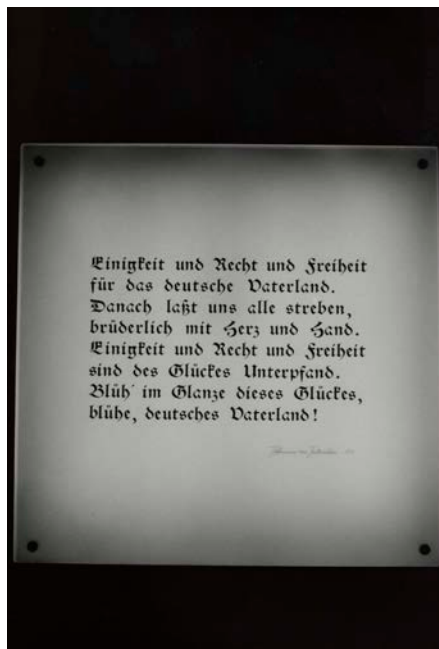 Einigkeit und Recht und Freiheit
für das deutsche Vaterland.
Danach laßt uns alle streben,
brüderlich mit Herz und Hand.
Einigkeit und Recht und Freiheit
sind des Glückes Unterpfand.
Blüh' im Glanze dieses Glückes,
blühe, deutsches Vaterland!